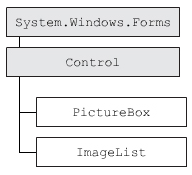 System.Windows.Forms
Control
PictureBox
ImageList